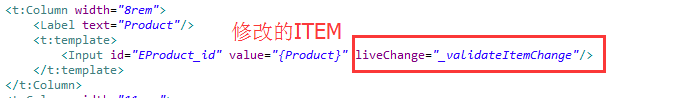 <t:Column width="8rem">
<Label text="Product"/>
<t:template>
修改的ITEM
<Input id="EProduct_id" value="{Product}" liveChange="_validateItemChange"/>
</t:template>
</t:Column>